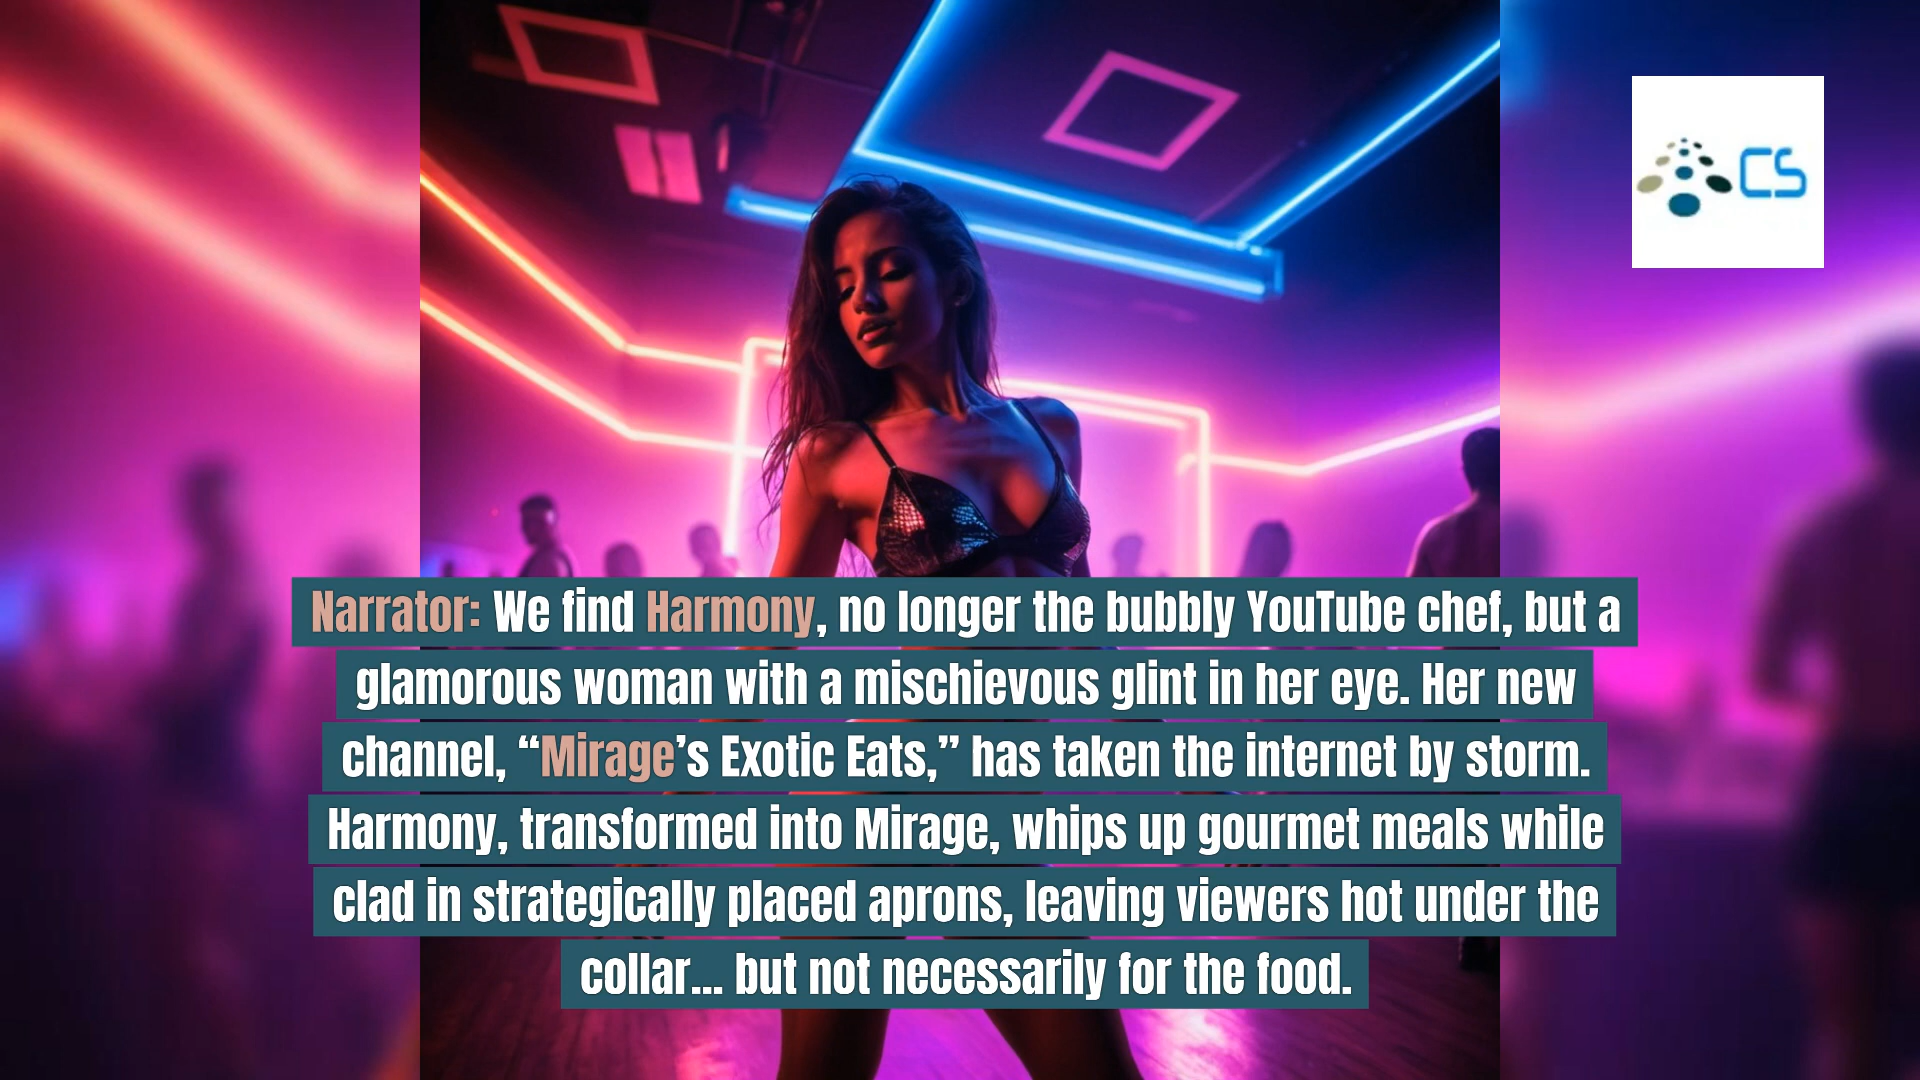 CS
Narrator: We find Harmony, no longer the bubbly YouTube chef, but a
glamorous woman with a mischievous glint in her eye. Her new
channel, “Mirage’s Exotic Eats,” has taken the internet by storm.
Harmony, transformed into Mirage, whips up gourmet meals while
clad in strategically placed aprons, leaving viewers hot under the
collar... but not necessarily for the food.